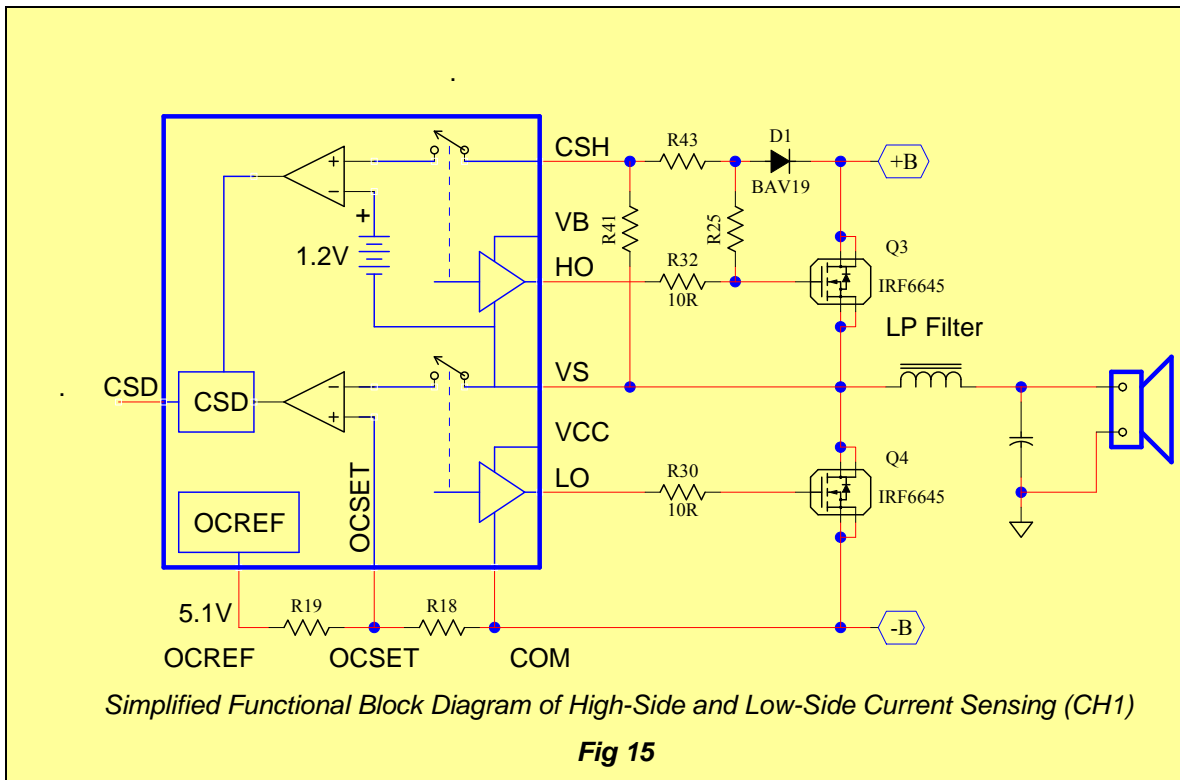 R43
D1
CSH
+B
BAV19
+
−
R41
R25
VB
+
1.2V
HO
R32
10R
Q3
IRF6645
LP Filter
VS
CSD
CSD
−
+
VCC
LO
R30
10R
Q4
IRF6645
OCSET
OCREF
5.1V
R19
R18
-B
OCREF
OCSET
COM
Simplified Functional Block Diagram of High-Side and Low-Side Current Sensing (CH1)
Fig 15